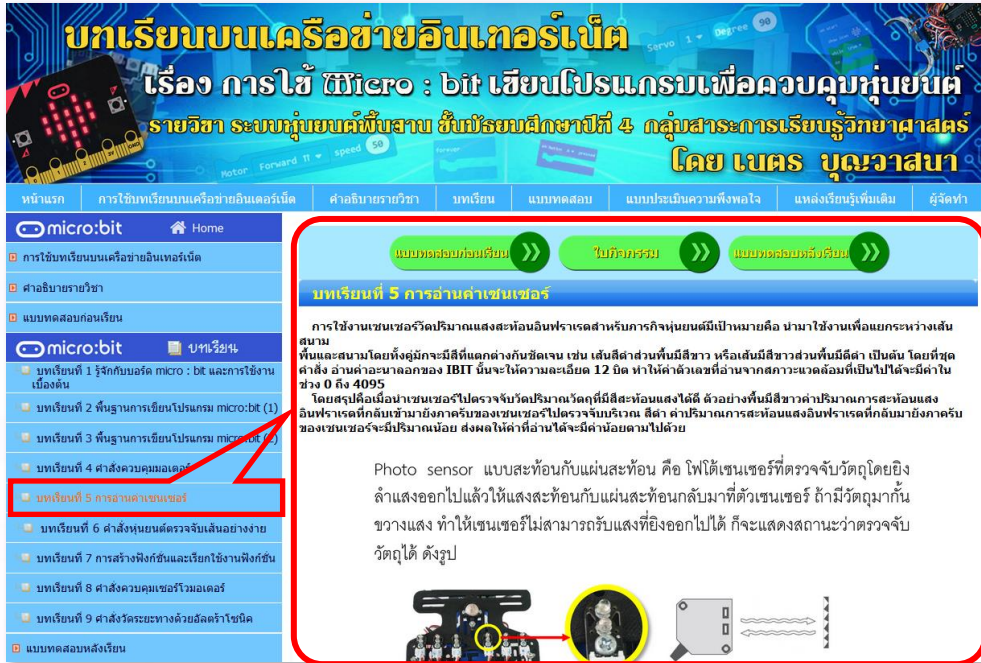 บทเรียนบนเครือข่ายอินเทอร์เน็ต
เรื่อง การใช้ Micro : bit เขียนโปรแกรมเพื่อควบคุมหุ่นยนต์
รายวิชา ระบบหุ่นยนต์พื้นฐาน ชั้นมัธยมศึกษาปีที่ 4 กลุ่มสาระการเรียนรู้วิทยาศาสตร์
โดย เนตร บุญวาสนา
Servo 1 Degree 90
Motor Forward 11 speed 50
หน้าแรก การใช้บทเรียนบนเครือข่ายอินเตอร์เน็ต คำอธิบายรายวิชา บทเรียน แบบทดสอบ แบบประเมินความพึงพอใจ แหล่งเรียนรู้เพิ่มเติม ผู้จัดทำ
micro:bit Home
การใช้บทเรียนบนเครือข่ายอินเทอร์เน็ต
คำอธิบายรายวิชา
แบบทดสอบก่อนเรียน
micro:bit บทเรียน
บทเรียนที่ 1 รู้จักกับบอร์ด micro : bit และการใช้งาน
เบื้องต้น
บทเรียนที่ 2 พื้นฐานการเขียนโปรแกรม micro:bit (1)
บทเรียนที่ 3 พื้นฐานการเขียนโปรแกรม micro:bit (2)
บทเรียนที่ 4 คำสั่งควบคุมมอเตอร์
บทเรียนที่ 5 การอ่านค่าเซนเซอร์
บทเรียนที่ 6 คำสั่งหุ่นยนต์ตรวจจับเส้นอย่างง่าย
บทเรียนที่ 7 การสร้างฟังก์ชั่นและเรียกใช้งานฟังก์ชั่น
บทเรียนที่ 8 คำสั่งควบคุมเซอร์โวมอเตอร์
บทเรียนที่ 9 คำสั่งวัดระยะทางด้วยอัลตร้าโซนิค
แบบทดสอบหลังเรียน
แบบทดสอบก่อนเรียน ใบกิจกรรม แบบทดสอบหลังเรียน
บทเรียนที่ 5 การอ่านค่าเซนเซอร์
การใช้งานเซนเซอร์วัดปริมาณแสงสะท้อนอินฟราเรดสำหรับภารกิจหุ่นยนต์มีเป้าหมายคือ นำมาใช้งานเพื่อแยกระหว่างเส้น
สนาม
พื้นและสนามโดยทั้งคู่มักจะมีสีที่แตกต่างกันชัดเจน เช่น เส้นสีดำส่วนพื้นมีสีขาว หรือเส้นมีสีขาวส่วนพื้นมีดีดำ เป็นต้น โดยที่ชุด
คำสั่ง อ่านค่าอะนาลอกของ IBIT นั้นจะให้ความละเอียด 12 บิต ทำให้ค่าตัวเลขที่อ่านจากสภาวะแวดล้อมที่เป็นไปได้จะมีค่าใน
ช่วง 0 ถึง 4095
โดยสรุปคือเมื่อนำเซนเซอร์ไปตรวจจับวัดปริมาณวัตถุที่มีสีสะท้อนแสงได้ดี ตัวอย่างพื้นมีสีขาวค่าปริมาณการสะท้อนแสง
อินฟราเรดที่กลับเข้ามายังภาครับของเซนเซอร์ไปตรวจจับบริเวณ สีดำ ค่าปริมาณการสะท้อนแสงอินฟราเรดที่กลับมายังภาครับ
ของเซนเซอร์จะมีปริมาณน้อย ส่งผลให้ค่าที่อ่านได้จะมีค่าน้อยตามไปด้วย
Photo sensor แบบสะท้อนกับแผ่นสะท้อน คือ โฟโต้เซนเซอร์ที่ตรวจจับวัตถุโดยยิง
ลำแสงออกไปแล้วให้แสงสะท้อนกับแผ่นสะท้อนกลับมาที่ตัวเซนเซอร์ ถ้ามีวัตถุมากั้น
ขวางแสง ทำให้เซนเซอร์ไม่สามารถรับแสงที่ยิงออกไปได้ ก็จะแสดงสถานะว่าตรวจจับ
วัตถุได้ ดังรูป